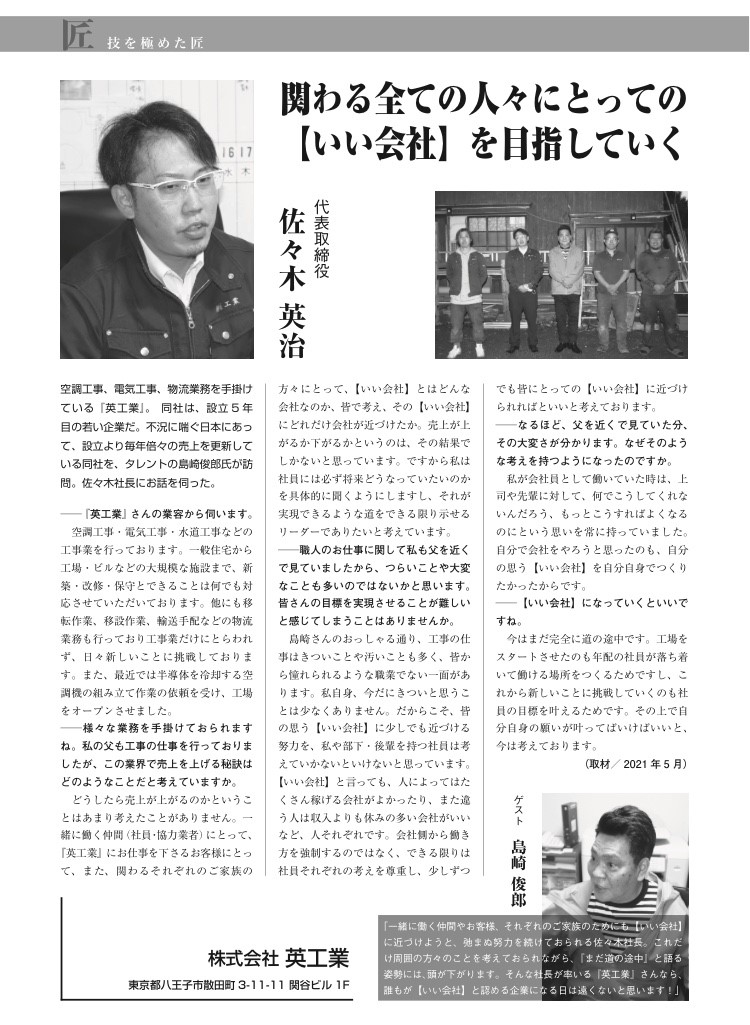 匠 技を極めた匠
関わる全ての人々にとっての
【いい会社】を目指していく
代表取締役
佐々木 英治
16 17
水 木
空調工事、電気工事、物流業務を手掛け
ている『英工業』。同社は、設立５年
目の若い企業だ。不況に喘ぐ日本にあっ
て、設立より毎年倍々の売上を更新して
いる同社を、タレントの島崎俊郎氏が訪
問。佐々木社長にお話を伺った。
──『英工業』さんの業容から伺います。
　空調工事・電気工事・水道工事などの
工事業を行っております。一般住宅から
工場・ビルなどの大規模な施設まで、新
築・改修・保守とできることは何でも対
応させていただいております。他にも移
転作業、移設作業、輸送手配などの物流
業務も行っており工事業だけにとらわれ
ず、日々新しいことに挑戦しておりま
す。また、最近では半導体を冷却する空
調機の組み立て作業の依頼を受け、工場
をオープンさせました。
──様々な業務を手掛けておられます
ね。私の父も工事の仕事を行っておりま
したが、この業界で売上を上げる秘訣は
どのようなことだと考えていますか。
　どうしたら売上が上がるのかというこ
とはあまり考えたことがありません。一
緒に働く仲間（社員・協力業者）にとって、
『英工業』にお仕事を下さるお客様にとっ
て、また、関わるそれぞれのご家族の
方々にとって、【いい会社】とはどんな
会社なのか、皆で考え、その【いい会社】
にどれだけ会社が近づけたか。売上が上
がるか下がるかというのは、その結果で
しかないと思っています。ですから私は
社員には必ず将来どうなっていたいのか
を具体的に聞くようにしますし、それが
実現できるような道をできる限り示せる
リーダーでありたいと考えています。
──職人のお仕事に関して私も父を近く
で見ていましたから、つらいことや大変
なことも多いのではないかと思います。
皆さんの目標を実現させることが難しい
と感じてしまうことはありませんか。
　島崎さんのおっしゃる通り、工事の仕
事はきついことや汚いことも多く、皆か
ら憧れられるような職業でない一面があ
ります。私自身、今だにきついと思うこ
とは少なくありません。だからこそ、皆
の思う【いい会社】に少しでも近づける
努力を、私や部下・後輩を持つ社員は考
えていかないといけないと思っています。
【いい会社】と言っても、人によってはた
くさん稼げる会社がよかったり、また違
う人は収入よりも休みの多い会社がいい
など、人それぞれです。会社側から働き
方を強制するのではなく、できる限りは
社員それぞれの考えを尊重し、少しずつ
でも皆にとっての【いい会社】に近づけ
られればといいと考えております。
──なるほど、父を近くで見ていた分、
その大変さが分かります。なぜそのよう
な考えを持つようになったのですか。
　私が会社員として働いていた時は、上
司や先輩に対して、何でこうしてくれな
いんだろう、もっとこうすればよくなる
のにという思いを常に持っていました。
自分で会社をやろうと思ったのも、自分
の思う【いい会社】を自分自身でつくり
たかったからです。
──【いい会社】になっていくといいで
すね。
　今はまだ完全に道の途中です。工場を
スタートさせたのも年配の社員が落ち着
いて働ける場所をつくるためですし、こ
れから新しいことに挑戦していくのも社
員の目標を叶えるためです。その上で自
分自身の願いが叶ってばいけばいいと、
今は考えております。
（取材／ 2021 年５月）
ゲスト
島崎 俊郎
「一緒に働く仲間やお客様、それぞれのご家族のためにも【いい会社】
に近づけようと、弛まぬ努力を続けておられる佐々木社長。これだ
け周囲の方々のことを考えておられながら、『まだ道の途中』と語る
姿勢には、頭が下がります。そんな社長が率いる『英工業』さんなら、
誰もが【いい会社】と認める企業になる日は遠くないと思います！」
株式会社 英工業
東京都八王子市散田町 3-11-11 関谷ビル 1F